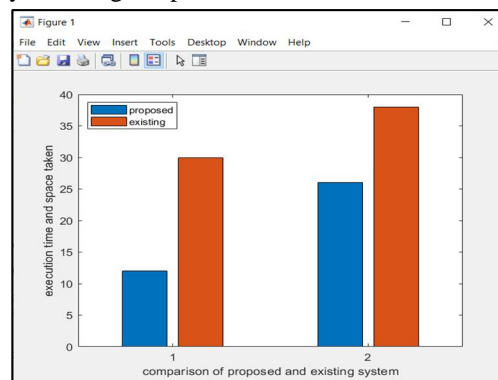 Figure 1
File Edit View Insert Tools Desktop Window Help
40
35
30
25
20
15
10
5
0
execution time and space taken
proposed
existing
1 2
comparison of proposed and existing system